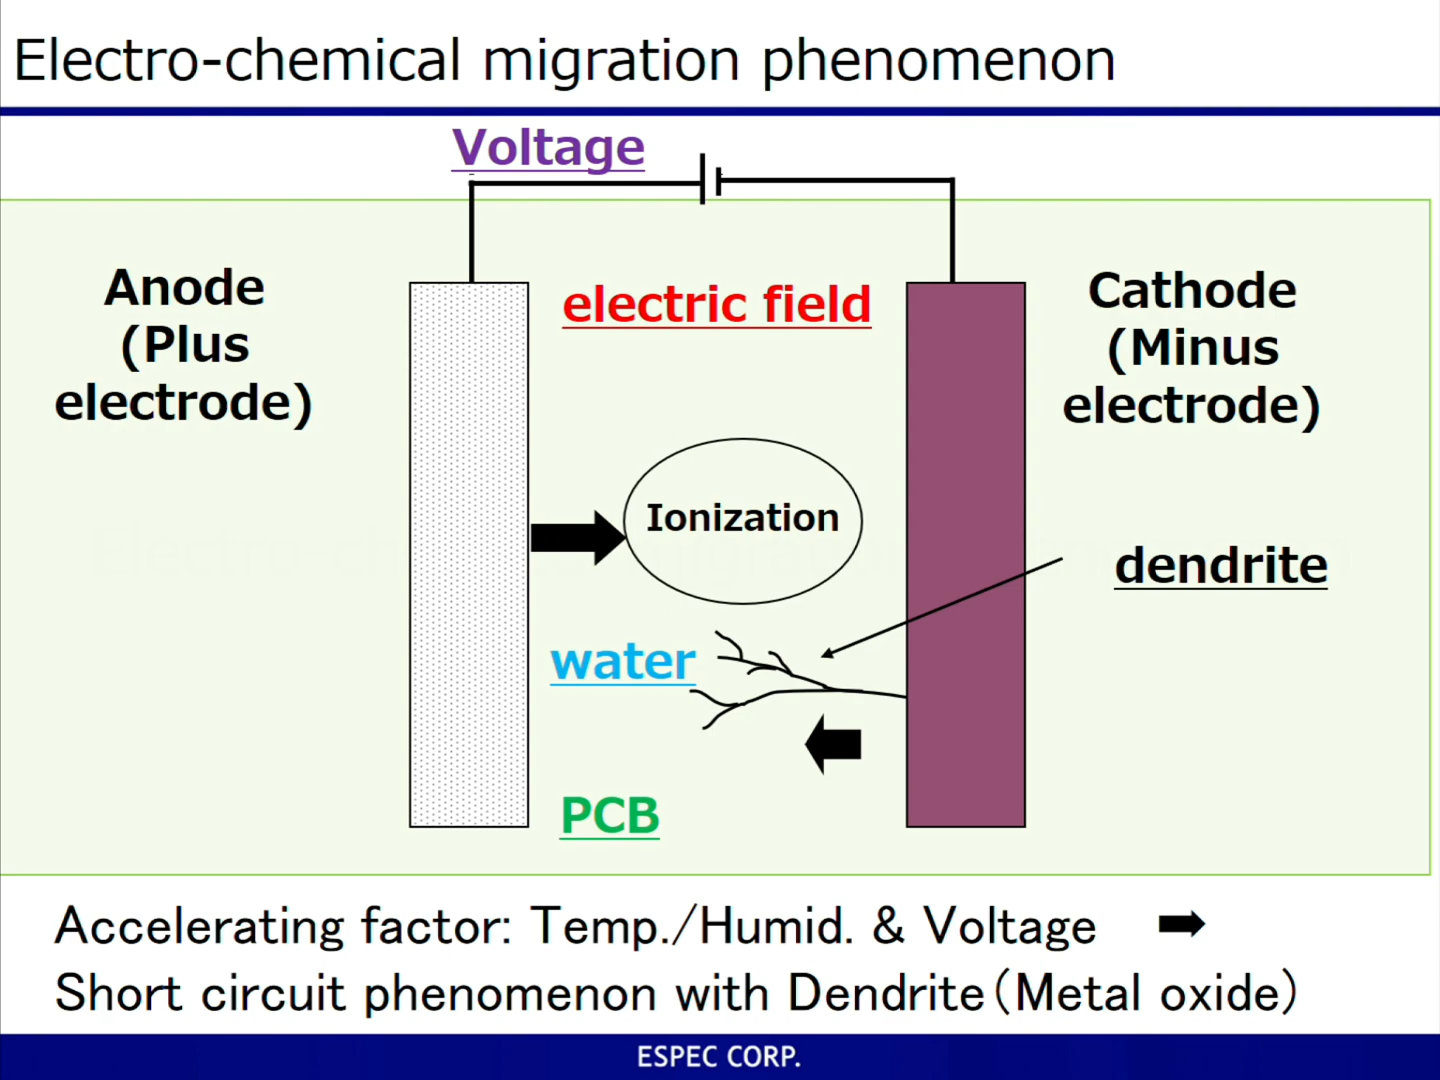 Electro-chemical migration phenomenon
Voltage
Anode
(Plus
electrode)
electric field
Cathode
(Minus
electrode)
Ionization
dendrite
water
PCB
Accelerating factor: Temp./Humid. & Voltage ➡
Short circuit phenomenon with Dendrite(Metal oxide)
ESPEC CORP.